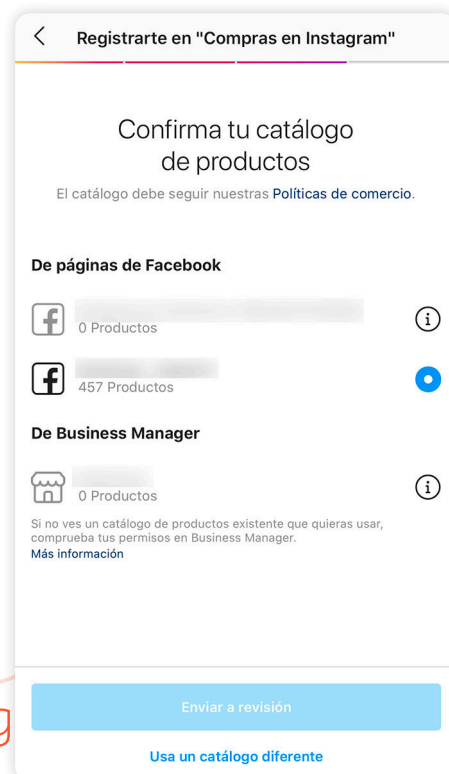 Registrarte en "Compras en Instagram"
Confirma tu catálogo
de productos
El catálogo debe seguir nuestras Políticas de comercio.
De páginas de Facebook
0 Productos
457 Productos
De Business Manager
0 Productos
Si no ves un catálogo de productos existente que quieras usar,
comprueba tus permisos en Business Manager.
Más información
Enviar a revisión
Usa un catálogo diferente